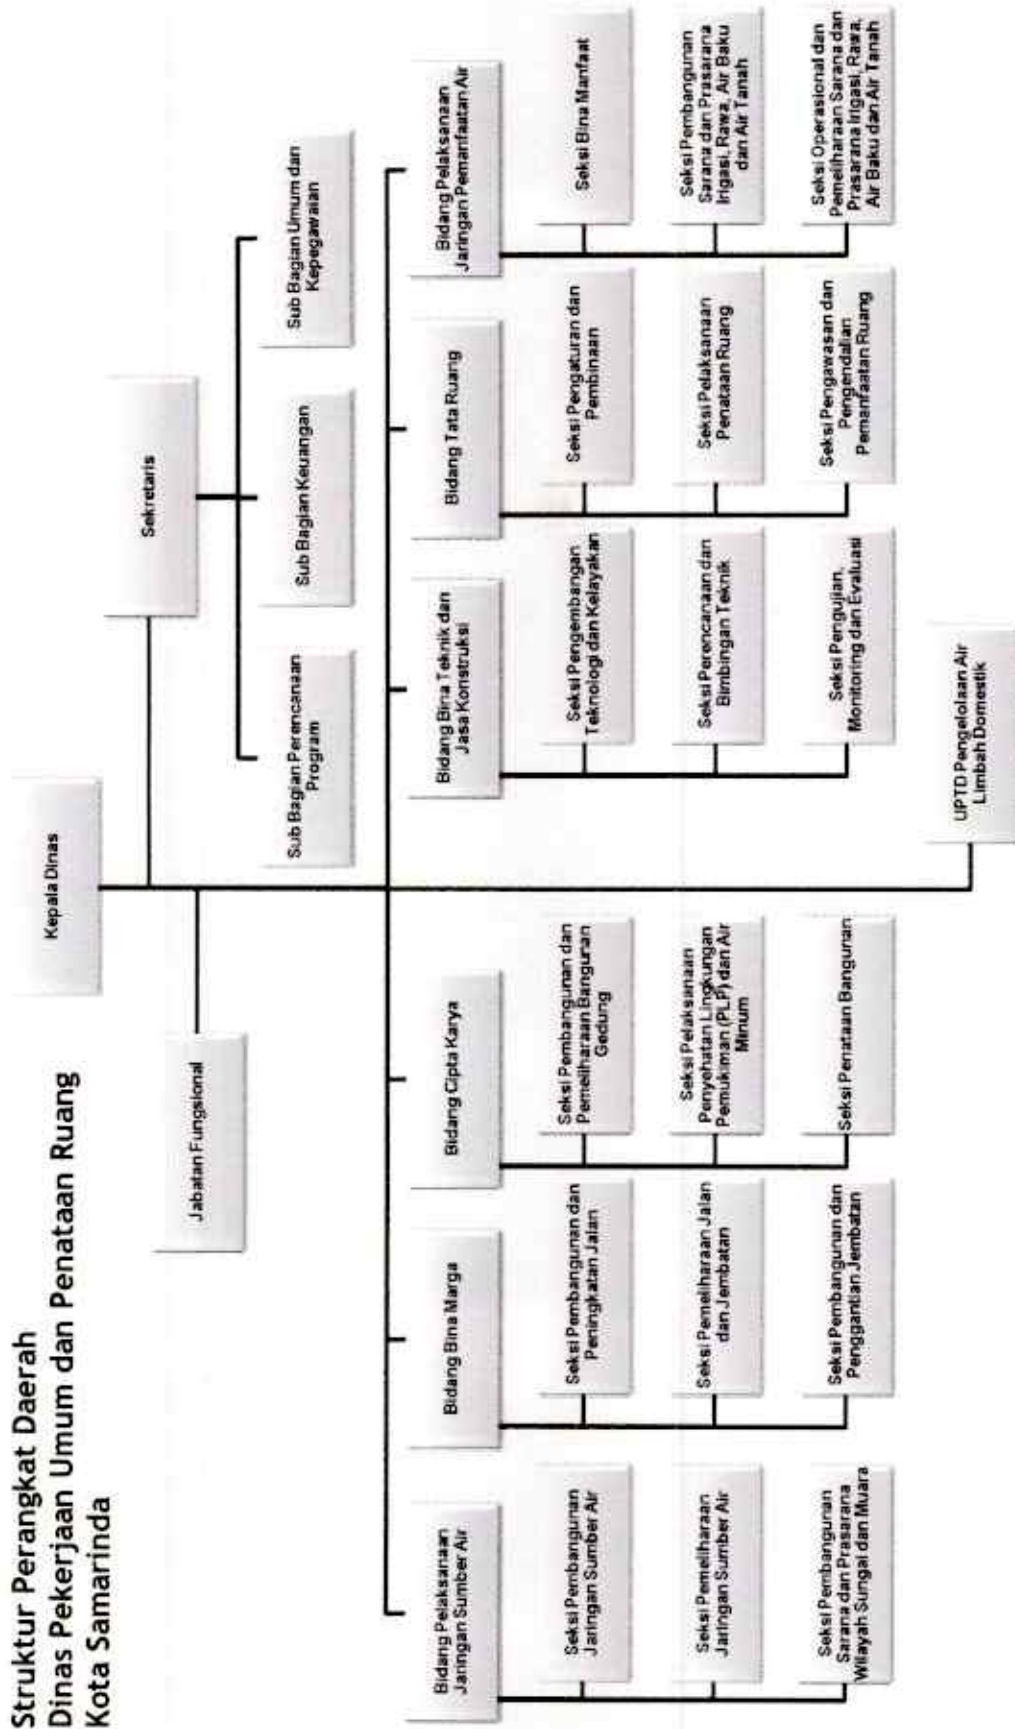 Struktur Perangkat Daerah
Dinas Pekerjaan Umum dan Penataan Ruang
Kota Samarinda
Kepala Dinas
Sekretaris
Jabatan Fungsional
Sub Bagian Perencanaan
Program
Sub Bagian Keuangan
Sub Bagian Umum dan
Kepegawaian
Bidang Pelaksanaan
Jaringan Sumber Air
Seksi Pembangunan
Jaringan Sumber Air
Seksi Pemeliharaan
Jaringan Sumber Air
Seksi Pembangunan
Sarana dan Prasarana
Wilayah Sungai dan Muara
Bidang Bina Marga
Seksi Pembangunan dan
Peningkatan Jalan
Seksi Pemeliharaan Jalan
dan Jembatan
Seksi Pembangunan dan
Penggantian Jembatan
Bidang Cipta Karya
Seksi Pembangunan dan
Pemeliharaan Bangunan
Gedung
Seksi Pelaksanaan
Penyehatan Lingkungan
Pemukiman (PLP) dan Air
Minum
Seksi Penataan Bangunan
Bidang Bina Teknik dan
Jasa Konstruksi
Seksi Pengembangan
Teknologi dan Kelayakan
Seksi Perencanaan dan
Bimbingan Teknik
Seksi Pengujian,
Monitoring dan Evaluasi
Bidang Tata Ruang
Seksi Pengaturan dan
Pembinaan
Seksi Pelaksanaan
Penataan Ruang
Seksi Pengawasan dan
Pengendalian
Pemanfaatan Ruang
Bidang Pelaksanaan
Jaringan Pemanfaatan Air
Seksi Bina Manfaat
Seksi Pembangunan
Sarana dan Prasarana
Irigasi, Rawa, Air Baku
dan Air Tanah
Seksi Operasional dan
Pemeliharaan Sarana dan
Prasarana Irigasi, Rawa,
Air Baku dan Air Tanah
UPTD Pengelolaan Air
Limbah Domestik